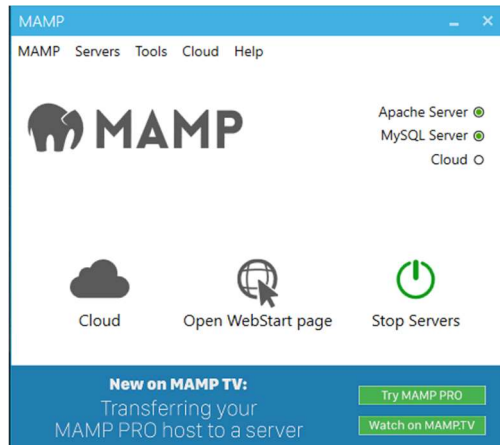 MAMP
MAMP Servers Tools Cloud Help
MAMP
Apache Server
MySQL Server
Cloud
Cloud
Open WebStart page
Stop Servers
New on MAMP TV:
Transferring your
MAMP PRO host to a server
Try MAMP PRO
Watch on MAMP.TV